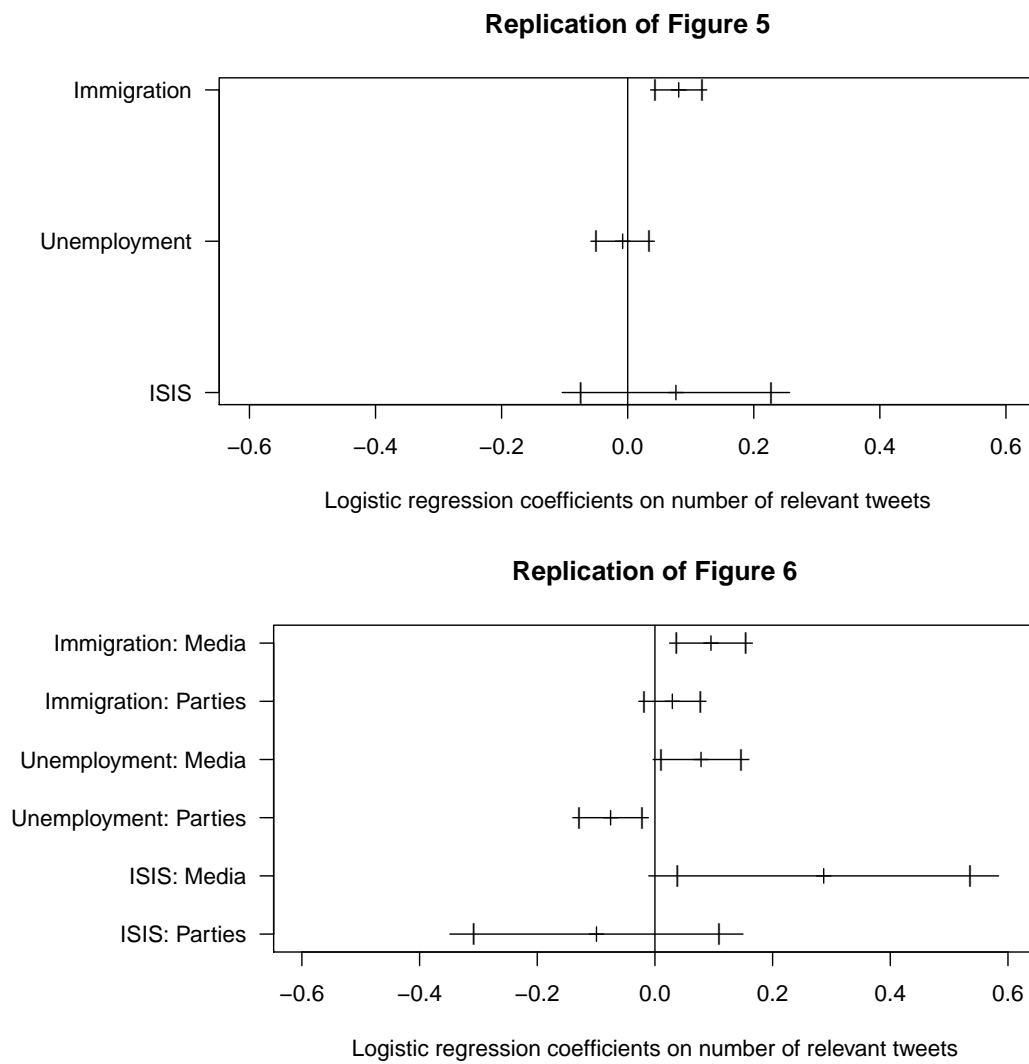 Replication of Figure 5
Immigration
Unemployment
ISIS
−0.6 −0.4 −0.2 0.0 0.2 0.4 0.6
Logistic regression coefficients on number of relevant tweets
Replication of Figure 6
Immigration: Media
Immigration: Parties
Unemployment: Media
Unemployment: Parties
ISIS: Media
ISIS: Parties
−0.6 −0.4 −0.2 0.0 0.2 0.4 0.6
Logistic regression coefficients on number of relevant tweets